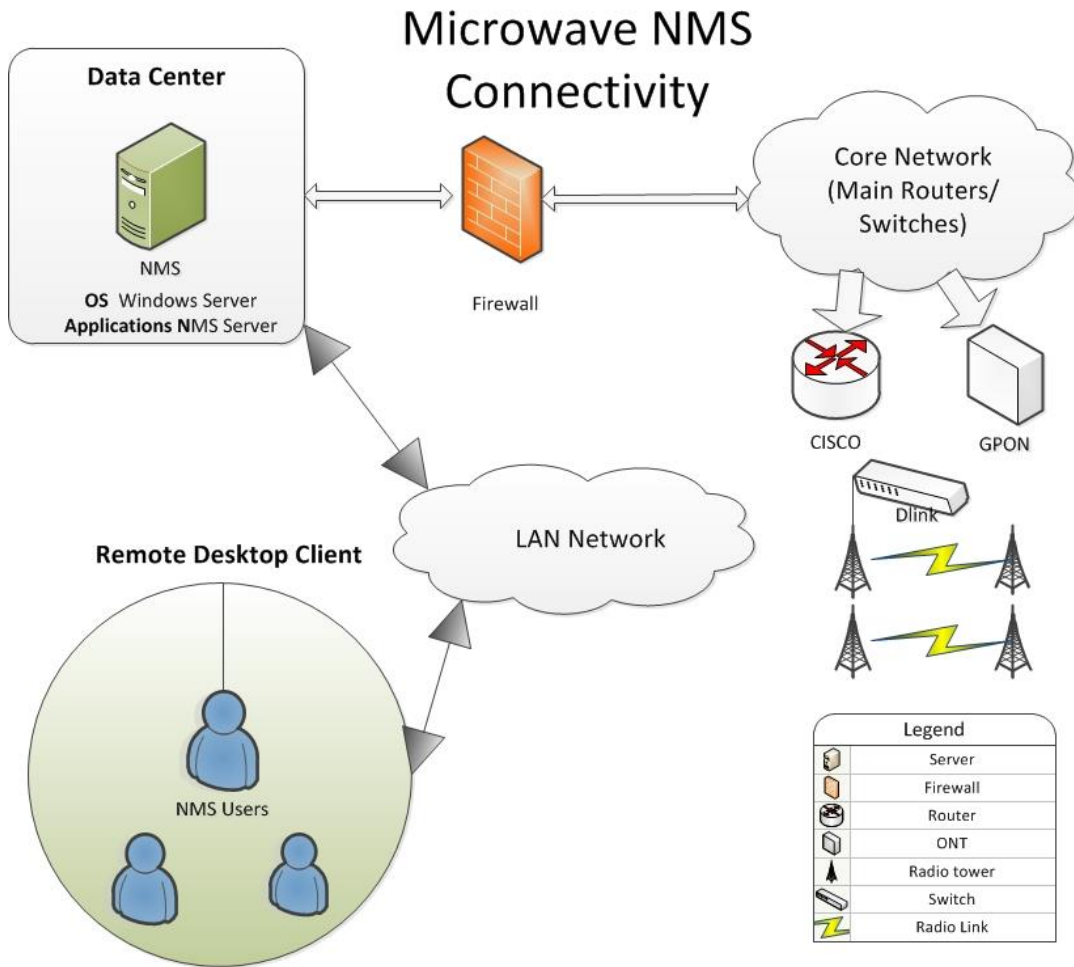 Microwave NMS
Connectivity
Data Center
NMS
OS Windows Server
Applications NMS Server
Firewall
Core Network
(Main Routers/
Switches)
CISCO
GPON
Dlink
LAN Network
Remote Desktop Client
NMS Users
Legend
Server
Firewall
Router
ONT
Radio tower
Switch
Radio Link